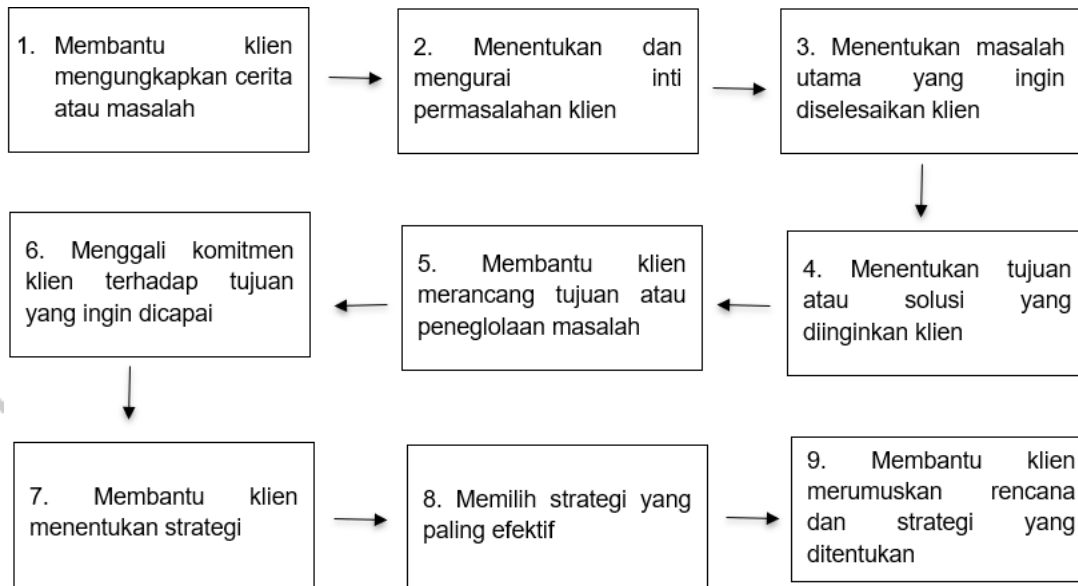 1. Membantu klien
mengungkapkan cerita
atau masalah
2. Menentukan dan
mengurai inti
permasalahan klien
3. Menentukan masalah
utama yang ingin
diselesaikan klien
6. Menggali komitmen
klien terhadap tujuan
yang ingin dicapai
5. Membantu klien
merancang tujuan atau
peneglolaan masalah
4. Menentukan tujuan
atau solusi yang
diinginkan klien
7. Membantu klien
menentukan strategi
8. Memilih strategi yang
paling efektif
9. Membantu klien
merumuskan rencana
dan strategi yang
ditentukan